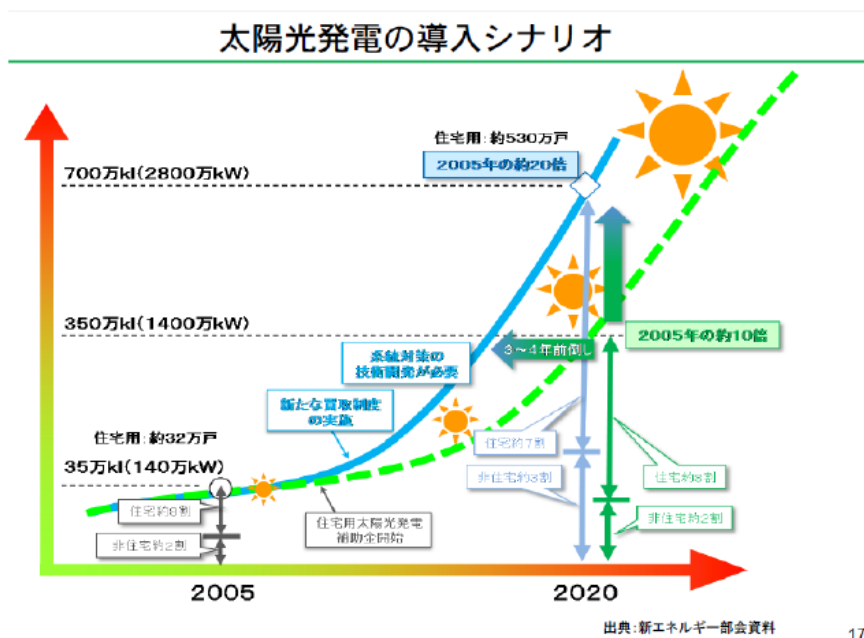 太陽光発電の導入シナリオ
住宅用：約530万戸
2005年の約20倍
700万kl(2800万kW)
350万kl(1400万kW)
2005年の約10倍
3～4年前倒し
系統対策の
技術開発が必要
新たな買取制度
の実施
住宅用：約32万戸
35万kl(140万kW)
住宅約7割
住宅約8割
非住宅約3割
住宅約8割
非住宅約2割
住宅用太陽光発電
補助金開始
非住宅約2割
2005
2020
出典：新エネルギー部会資料
17